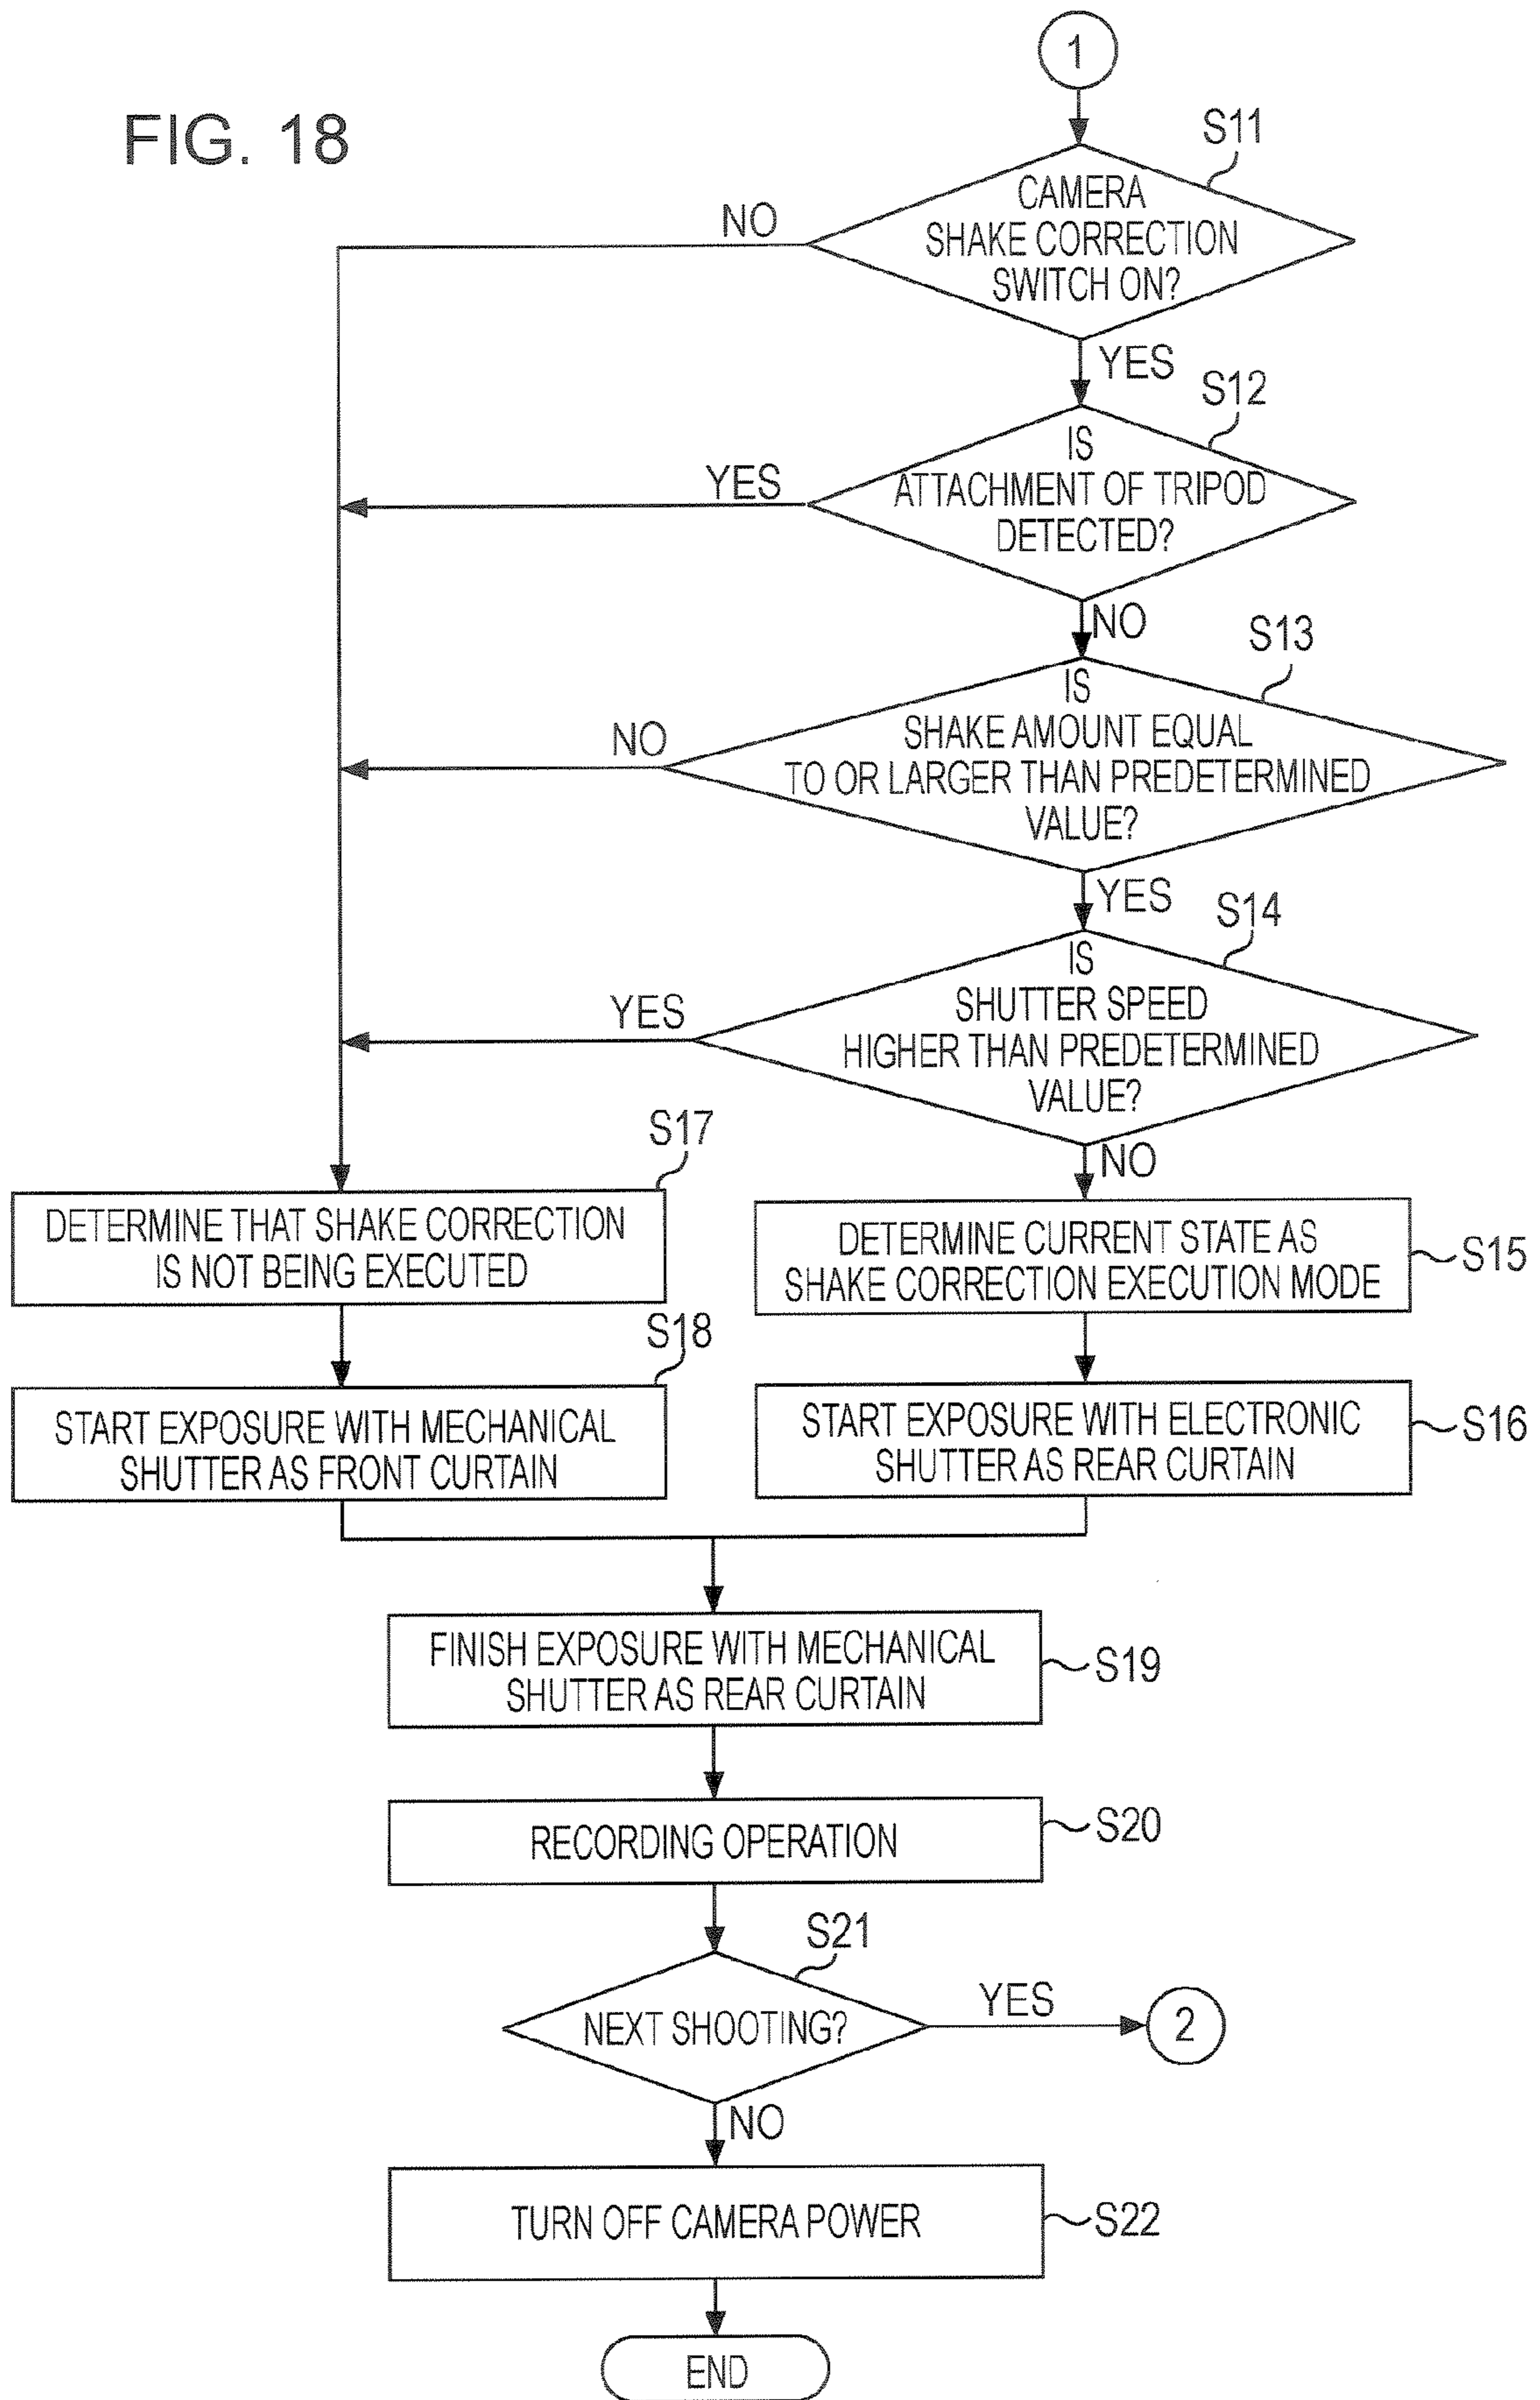 FIG. 18
1
S11
CAMERA
SHAKE CORRECTION
SWITCH ON?
NO
YES
S12
IS
ATTACHMENT OF TRIPOD
DETECTED?
YES
NO
S13
IS
SHAKE AMOUNT EQUAL
TO OR LARGER THAN PREDETERMINED
VALUE?
NO
YES
S14
IS
SHUTTER SPEED
HIGHER THAN PREDETERMINED
VALUE?
YES
NO
S17
DETERMINE THAT SHAKE CORRECTION
IS NOT BEING EXECUTED
DETERMINE CURRENT STATE AS
SHAKE CORRECTION EXECUTION MODE
S15
S18
START EXPOSURE WITH MECHANICAL
SHUTTER AS FRONT CURTAIN
START EXPOSURE WITH ELECTRONIC
SHUTTER AS REAR CURTAIN
S16
FINISH EXPOSURE WITH MECHANICAL
SHUTTER AS REAR CURTAIN
S19
RECORDING OPERATION
S20
S21
NEXT SHOOTING?
YES
2
NO
TURN OFF CAMERA POWER
S22
END